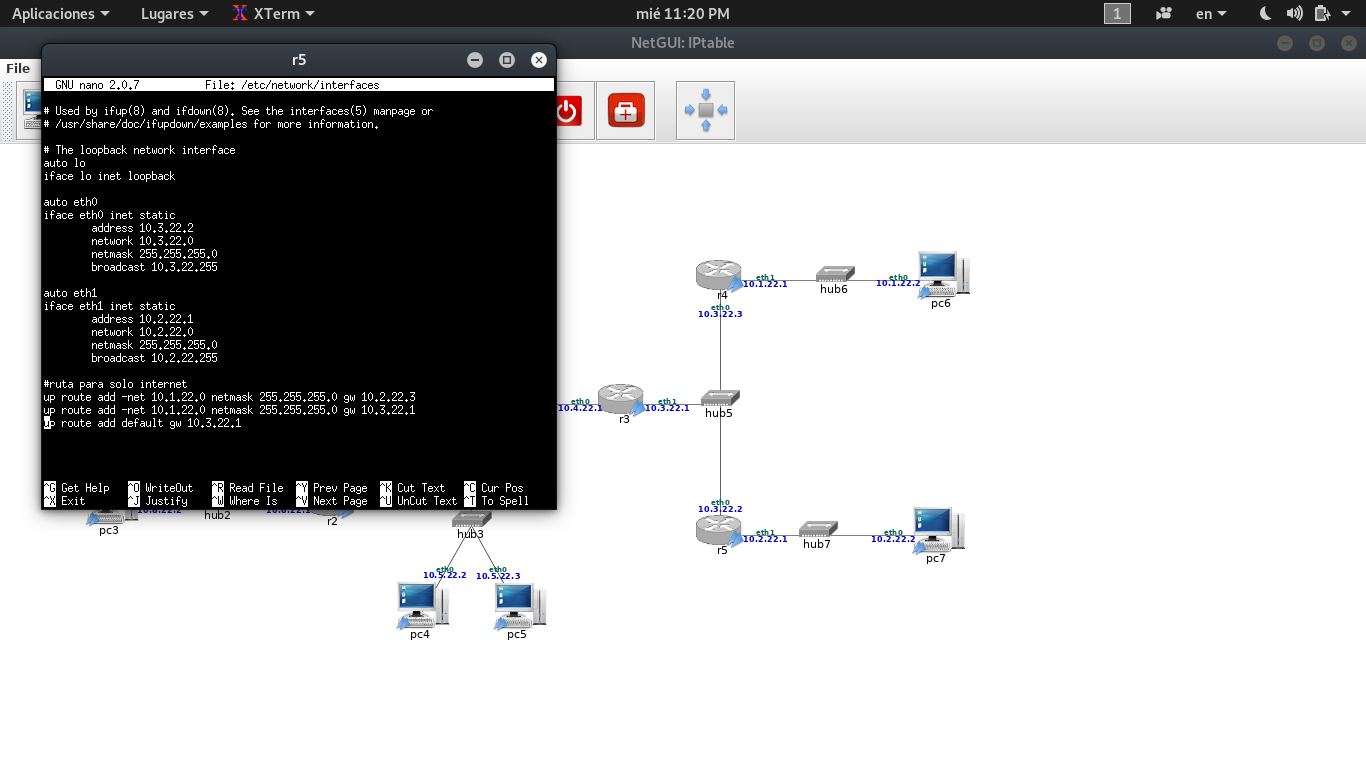 Aplicaciones
Lugares
XTerm
mié 11:20 PM
1
en
NetGUI: IPtable
File
r5
GNU nano 2.0.7 File: /etc/network/interfaces
# Used by ifup(8) and ifdown(8). See the interfaces(5) manpage or
# /usr/share/doc/ifupdown/examples for more information.
# The loopback network interface
auto lo
iface lo inet loopback
auto eth0
iface eth0 inet static
address 10.3.22.2
network 10.3.22.0
netmask 255.255.255.0
broadcast 10.3.22.255
auto eth1
iface eth1 inet static
address 10.2.22.1
network 10.2.22.0
netmask 255.255.255.0
broadcast 10.2.22.255
#ruta para solo internet
up route add -net 10.1.22.0 netmask 255.255.255.0 gw 10.2.22.3
up route add -net 10.1.22.0 netmask 255.255.255.0 gw 10.3.22.1
up route add default gw 10.3.22.1
^G Get Help ^O WriteOut ^R Read File ^Y Prev Page ^K Cut Text ^C Cur Pos
^X Exit ^J Justify ^W Where Is ^V Next Page ^U UnCut Text ^T To Spell
eth1
10.1.22.1
eth0
10.1.22.2
r4
hub6
pc6
eth0
10.3.22.3
eth0
10.4.22.1
eth1
10.3.22.1
r3
hub5
eth0
10.3.22.2
pc3
hub2
r2
hub3
eth1
10.2.22.1
eth0
10.2.22.2
r5
hub7
pc7
eth0
10.5.22.2
eth0
10.5.22.3
pc4
pc5